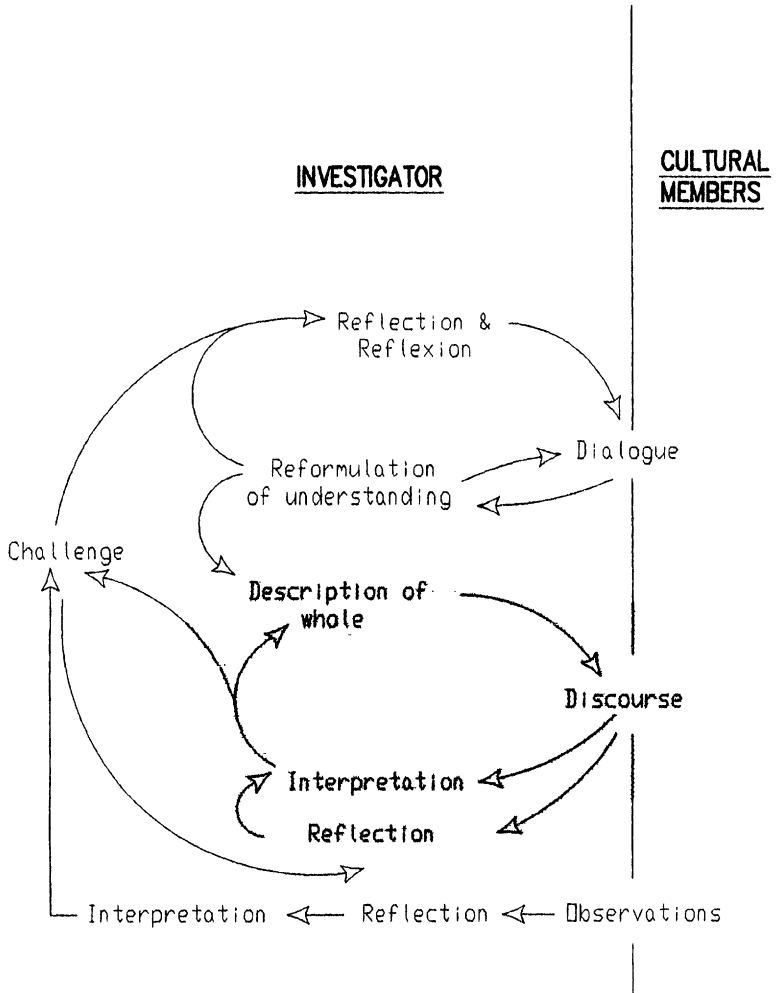 INVESTIGATOR
CULTURAL
MEMBERS
Reflection &
Reflexion
Dialogue
Reformulation
of understanding
Challenge
Description of
whole
Discourse
Interpretation
Reflection
Interpretation
Reflection
Observations